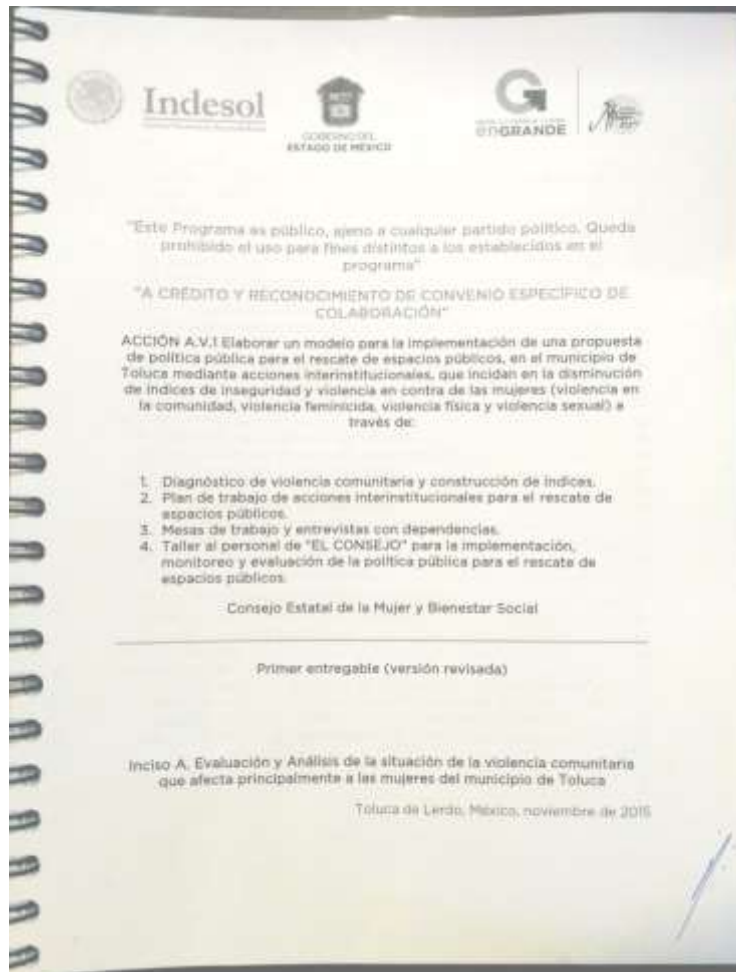 Indesol
GOBIERNO DEL
ESTADO DE MÉXICO
enGRANDE
"Este Programa es público, ajeno a cualquier partido político. Queda
prohibido el uso para fines distintos a los establecidos en el
programa"
"A CRÉDITO Y RECONOCIMIENTO DE CONVENIO ESPECÍFICO DE
COLABORACIÓN"
ACCIÓN A.V.1 Elaborar un modelo para la implementación de una propuesta
de política pública para el rescate de espacios públicos, en el municipio de
Toluca mediante acciones interinstitucionales, que incidan en la disminución
de índices de inseguridad y violencia en contra de las mujeres (violencia en
la comunidad, violencia feminicida, violencia física y violencia sexual) a
través de:
1. Diagnóstico de violencia comunitaria y construcción de índices.
2. Plan de trabajo de acciones interinstitucionales para el rescate de
espacios públicos.
3. Mesas de trabajo y entrevistas con dependencias.
4. Taller al personal de "EL CONSEJO" para la implementación,
monitoreo y evaluación de la política pública para el rescate de
espacios públicos.
Consejo Estatal de la Mujer y Bienestar Social
Primer entregable (versión revisada)
Inciso A. Evaluación y Análisis de la situación de la violencia comunitaria
que afecta principalmente a las mujeres del municipio de Toluca
Toluca de Lerdo, México, noviembre de 2015